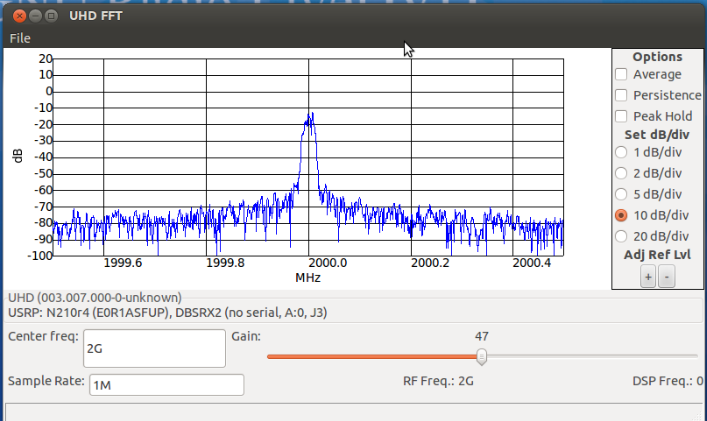 UHD FFT
File
20
10
0
-10
-20
-30
-40
-50
-60
-70
-80
-90
-100
dB
1999.6 1999.8 2000.0 2000.2 2000.4
MHz
Options
Average
Persistence
Peak Hold
Set dB/div
1 dB/div
2 dB/div
5 dB/div
10 dB/div
20 dB/div
Adj Ref Lvl
+ -
UHD (003.007.000-0-unknown)
USRP: N210r4 (E0R1ASFUP), DBSRX2 (no serial, A:0, J3)
Center freq: 2G Gain: 47
Sample Rate: 1M RF Freq.: 2G DSP Freq.: 0